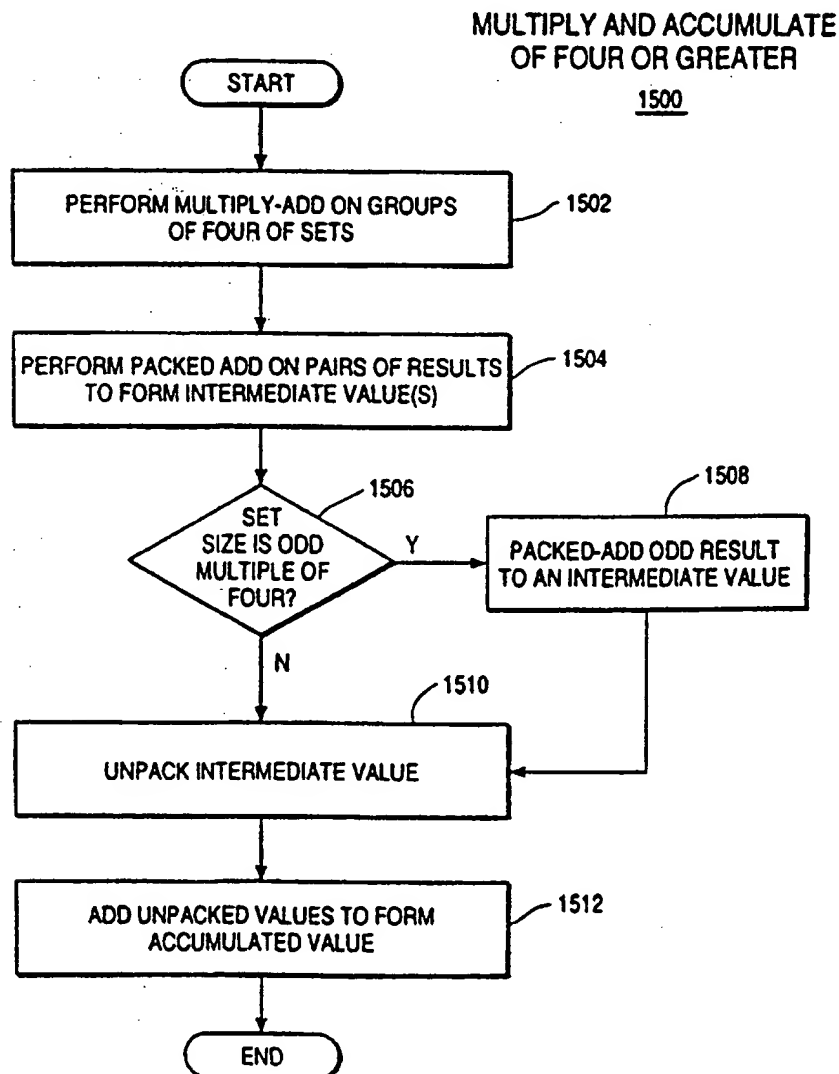 MULTIPLY AND ACCUMULATE
OF FOUR OR GREATER
1500
START
PERFORM MULTIPLY-ADD ON GROUPS
OF FOUR OF SETS
1502
PERFORM PACKED ADD ON PAIRS OF RESULTS
TO FORM INTERMEDIATE VALUE(S)
1504
1506
SET
SIZE IS ODD
MULTIPLE OF
FOUR?
Y
N
1508
PACKED-ADD ODD RESULT
TO AN INTERMEDIATE VALUE
1510
UNPACK INTERMEDIATE VALUE
ADD UNPACKED VALUES TO FORM
ACCUMULATED VALUE
1512
END